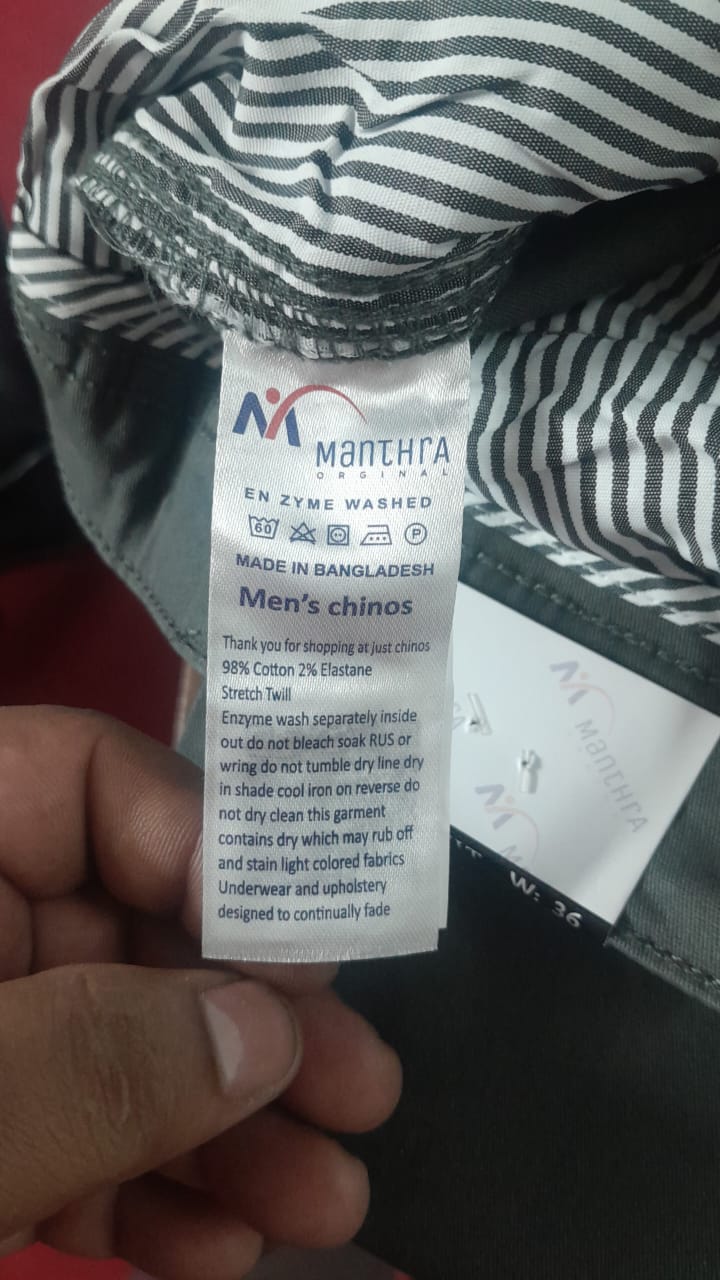 ManTHrA
ORGINAL
EN ZYME WASHED
60
P
MADE IN BANGLADESH
Men's chinos
Thank you for shopping at just chinos
98% Cotton 2% Elastane
Stretch Twill
Enzyme wash separately inside
out do not bleach soak RUS or
wring do not tumble dry line dry
in shade cool iron on reverse do
not dry clean this garment
contains dry which may rub off
and stain light colored fabrics
Underwear and upholstery
designed to continually fade
ManTHrA
W: 36